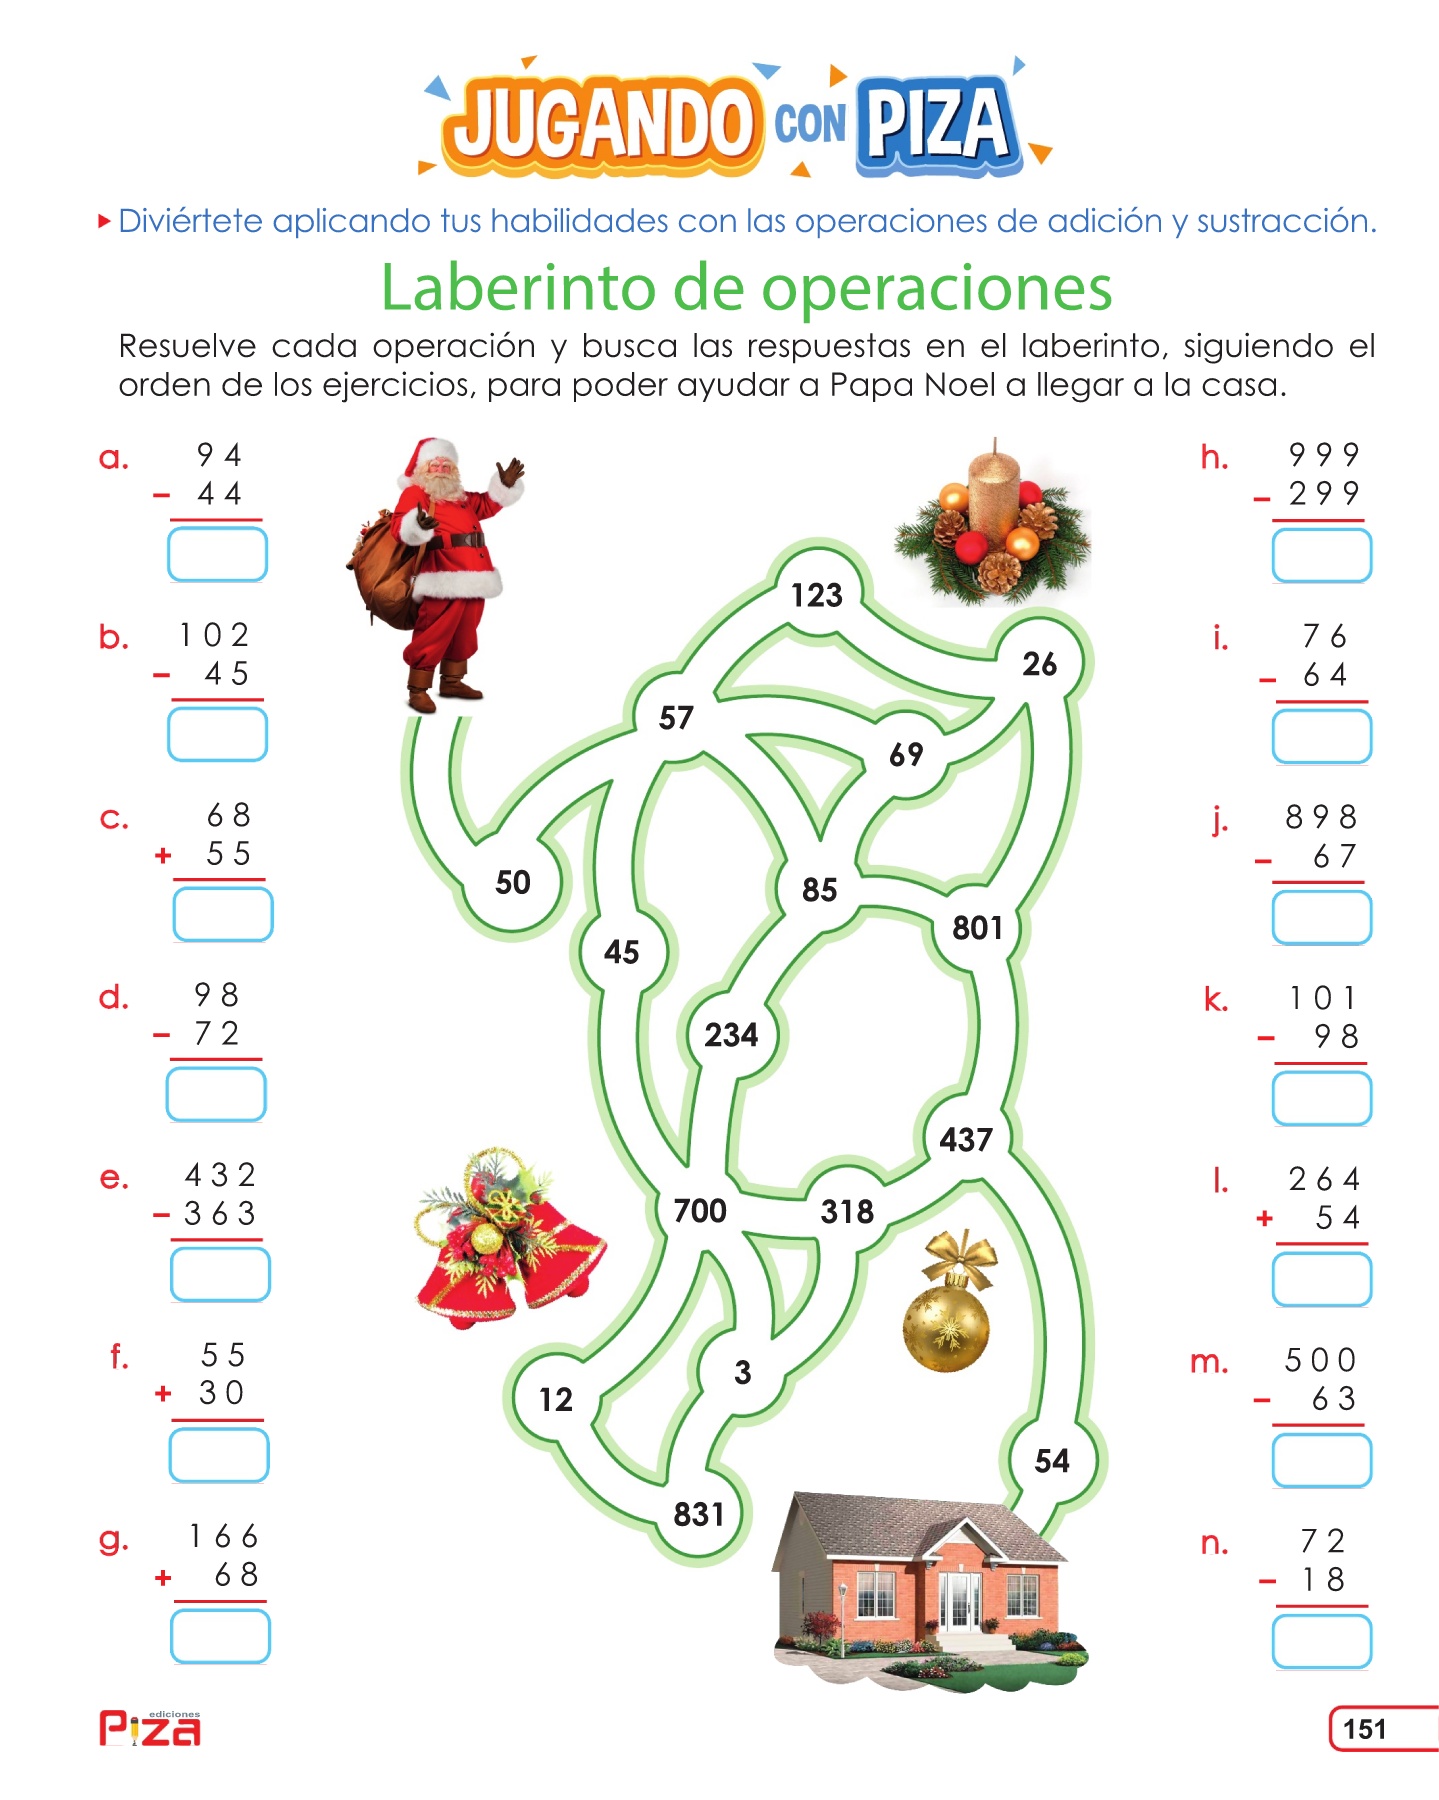 JUGANDO CON PIZA
Diviértete aplicando tus habilidades con las operaciones de adición y sustracción.
Laberinto de operaciones
Resuelve cada operación y busca las respuestas en el laberinto, siguiendo el
orden de los ejercicios, para poder ayudar a Papa Noel a llegar a la casa.
a. 94
- 44
b. 102
- 45
c. 68
+ 55
d. 98
- 72
e. 432
- 363
f. 55
+ 30
g. 166
+ 68
123
26
57
69
50
85
801
45
234
437
700
318
3
12
54
831
h. 999
- 299
i. 76
- 64
j. 898
- 67
k. 101
- 98
l. 264
+ 54
m. 500
- 63
n. 72
- 18
ediciones
Piza
151